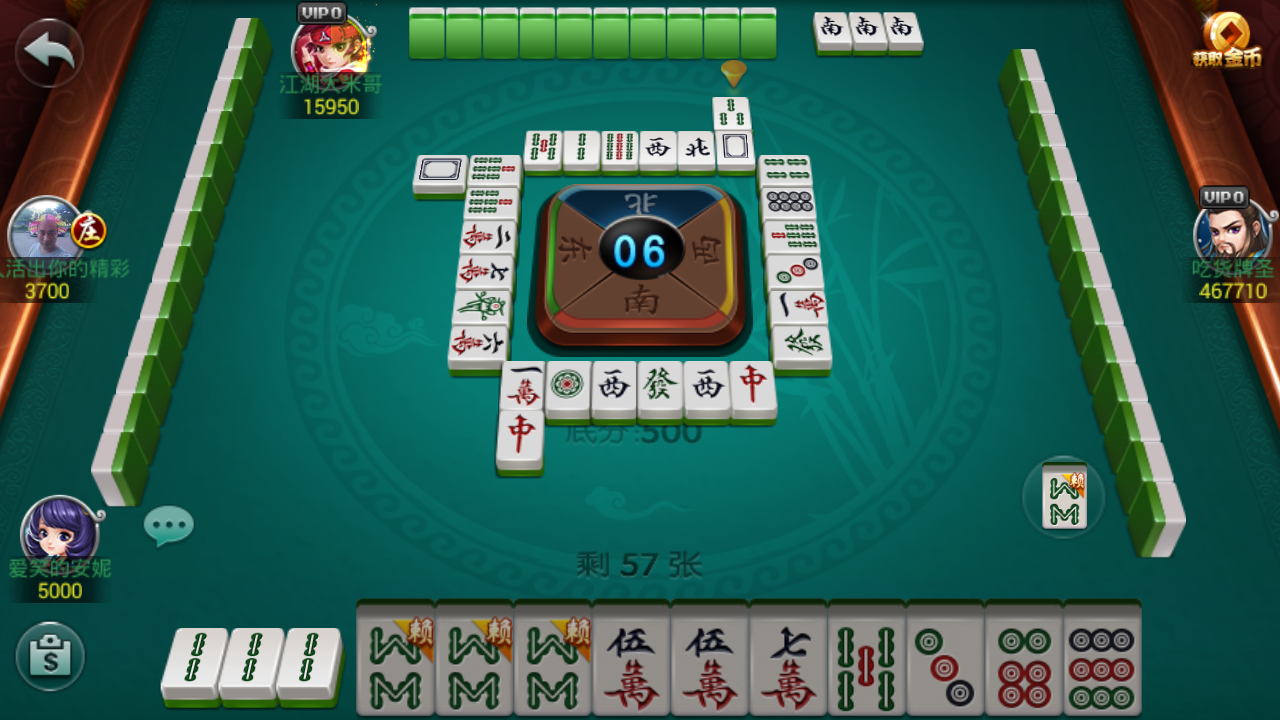 VIP 0
江湖大米哥
15950
南 南 南
获取金币
西 北
庄
人活出你的精彩
3700
VIP 0
吃货牌圣
467710
二萬
七萬
六萬
北
东
06
西
南
一萬
發
一萬 西 發 西 中
中
底分:500
剩 57 张
爱笑的安妮
5000
赖
$
赖 赖 赖 伍萬 伍萬 七萬